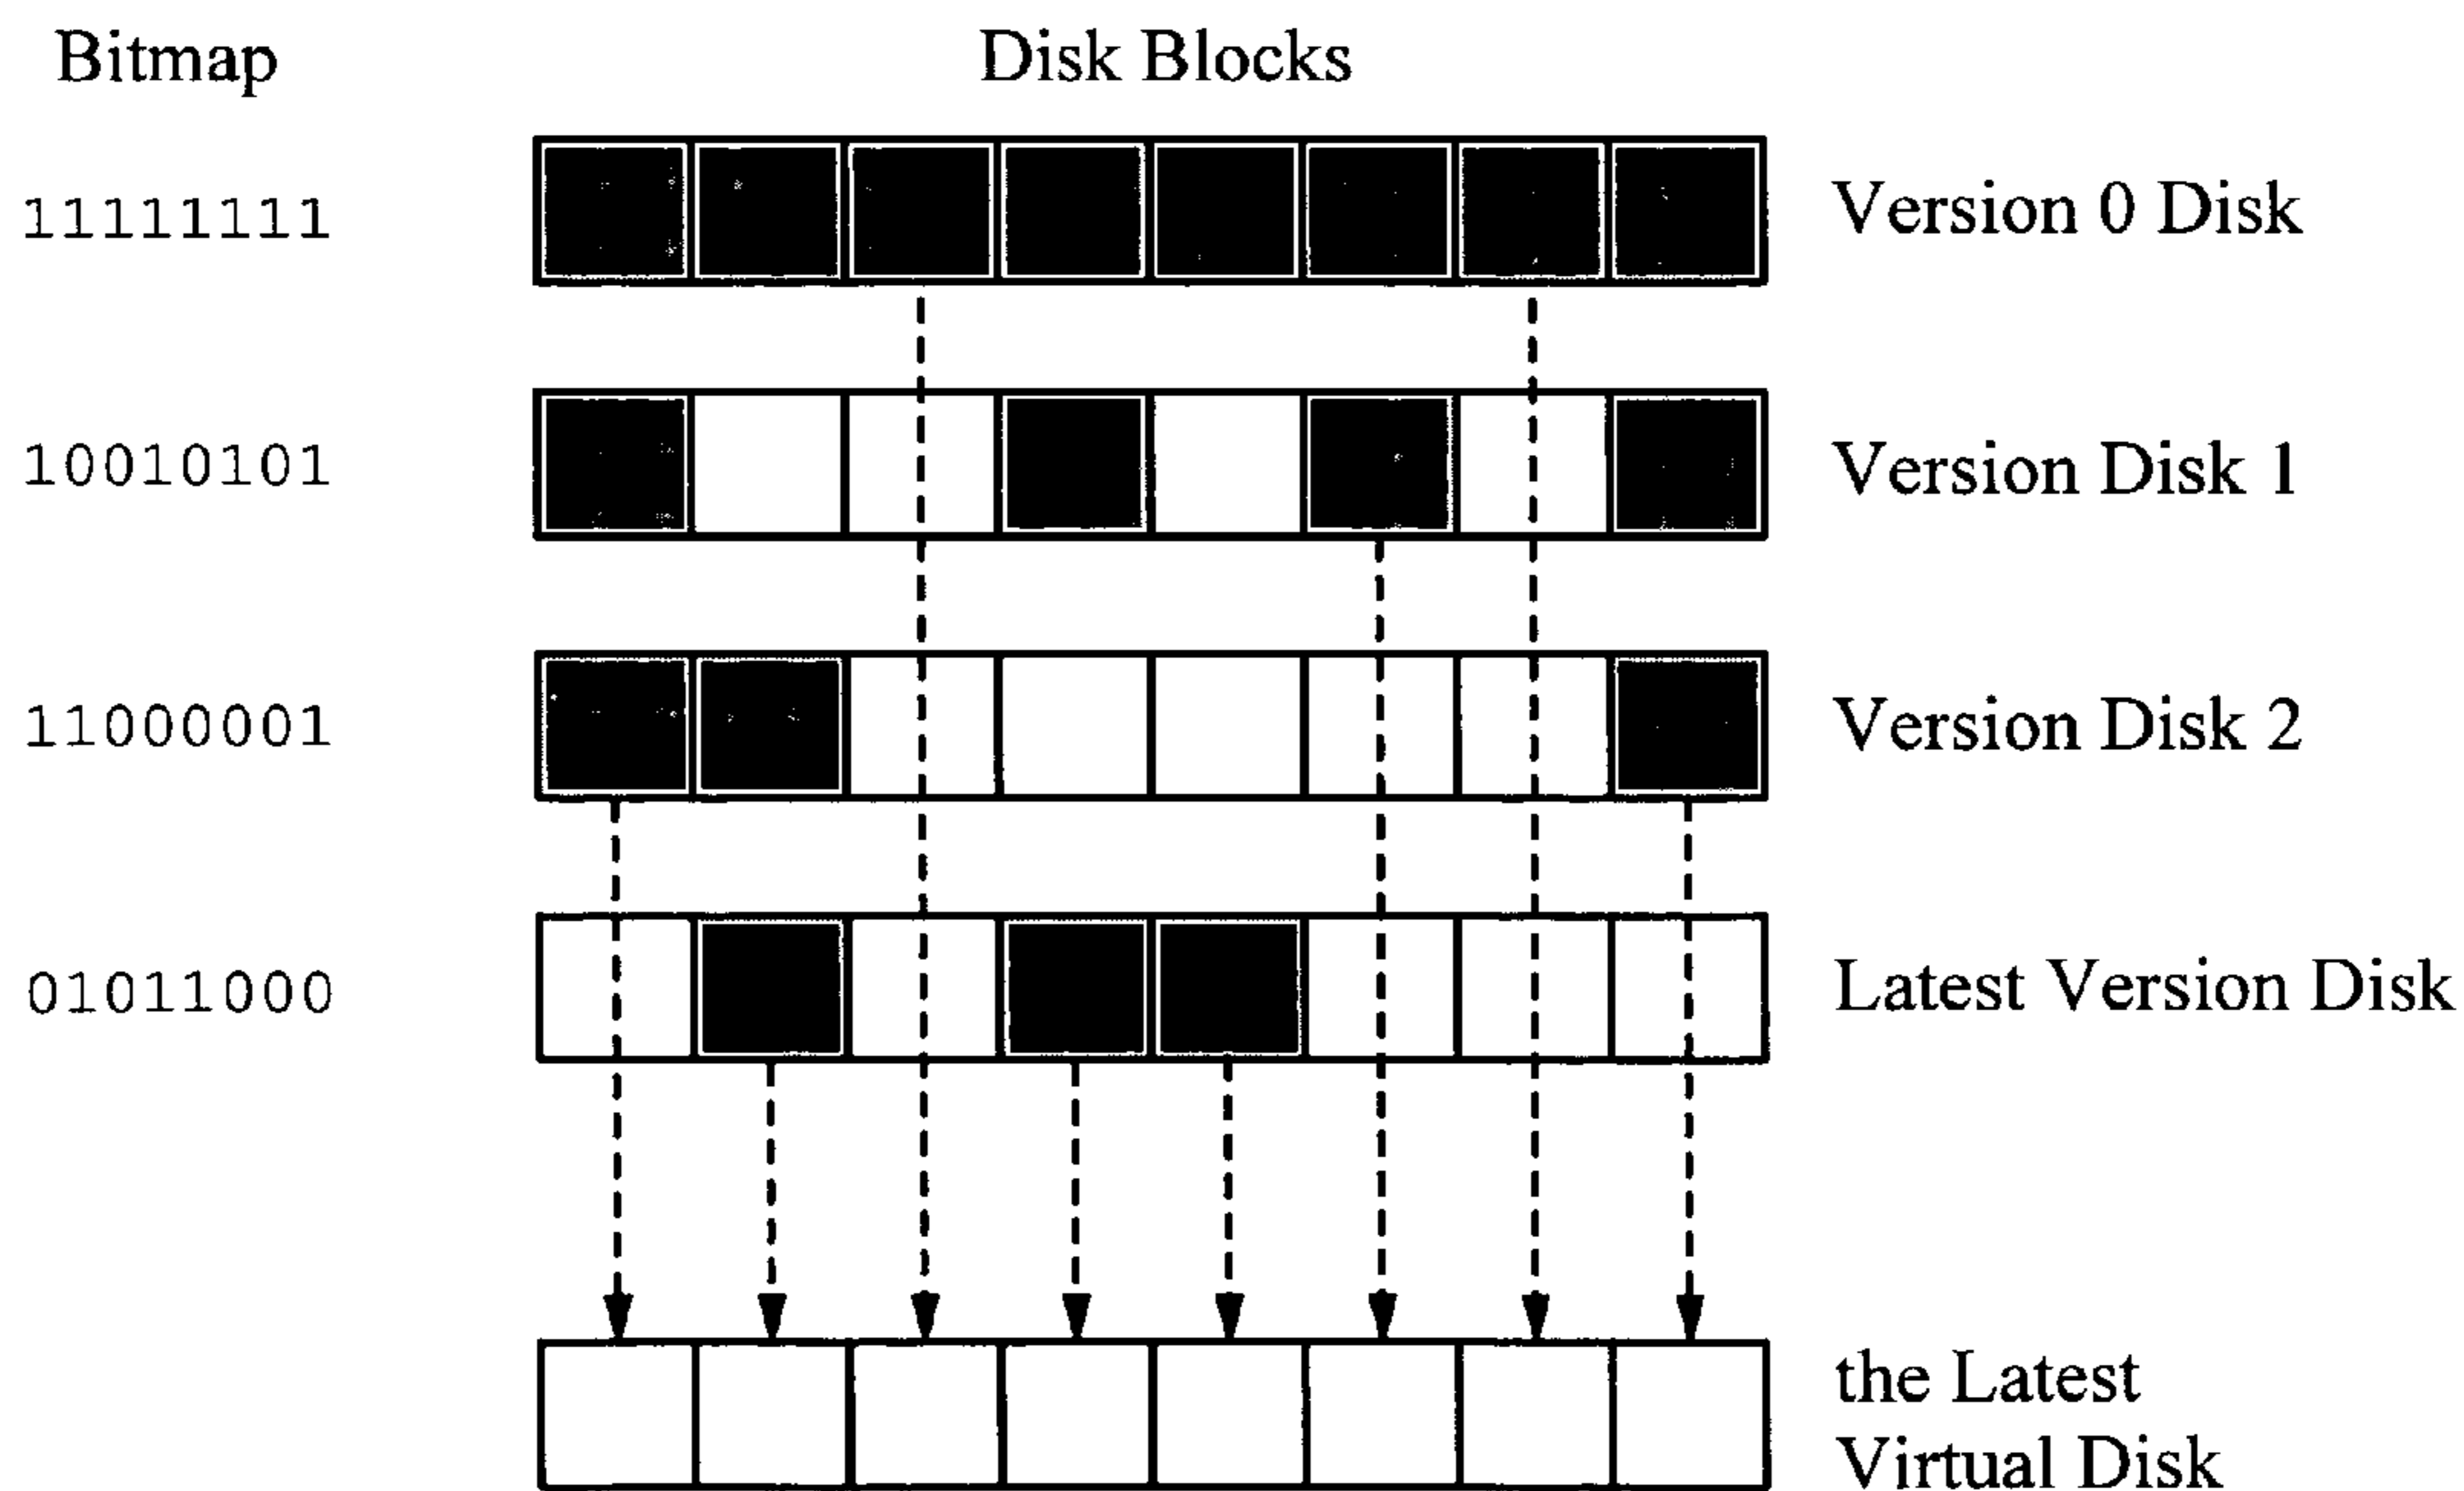 Bitmap
Disk Blocks
11111111
Version 0 Disk
10010101
Version Disk 1
11000001
Version Disk 2
01011000
Latest Version Disk
the Latest
Virtual Disk